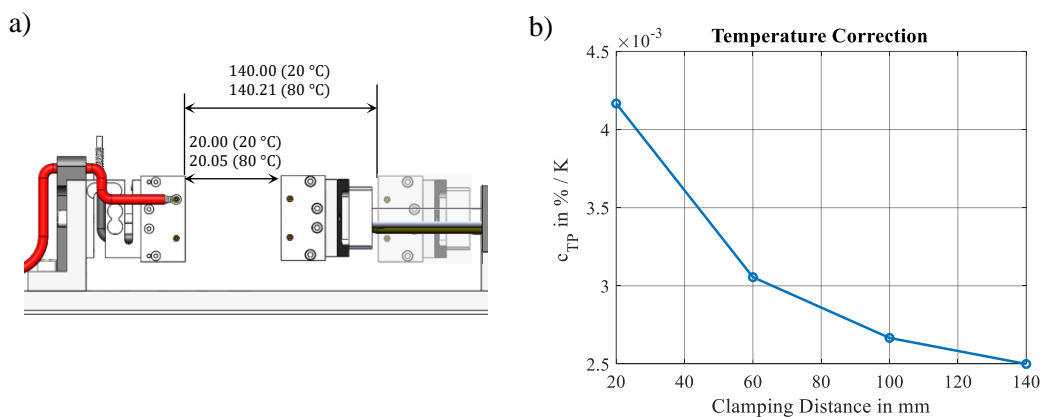 a)
140.00 (20 °C)
140.21 (80 °C)
20.00 (20 °C)
20.05 (80 °C)
b)
Temperature Correction
×10⁻³
4.5
4
3.5
3
2.5
c_TP in % / K
20 40 60 80 100 120 140
Clamping Distance in mm